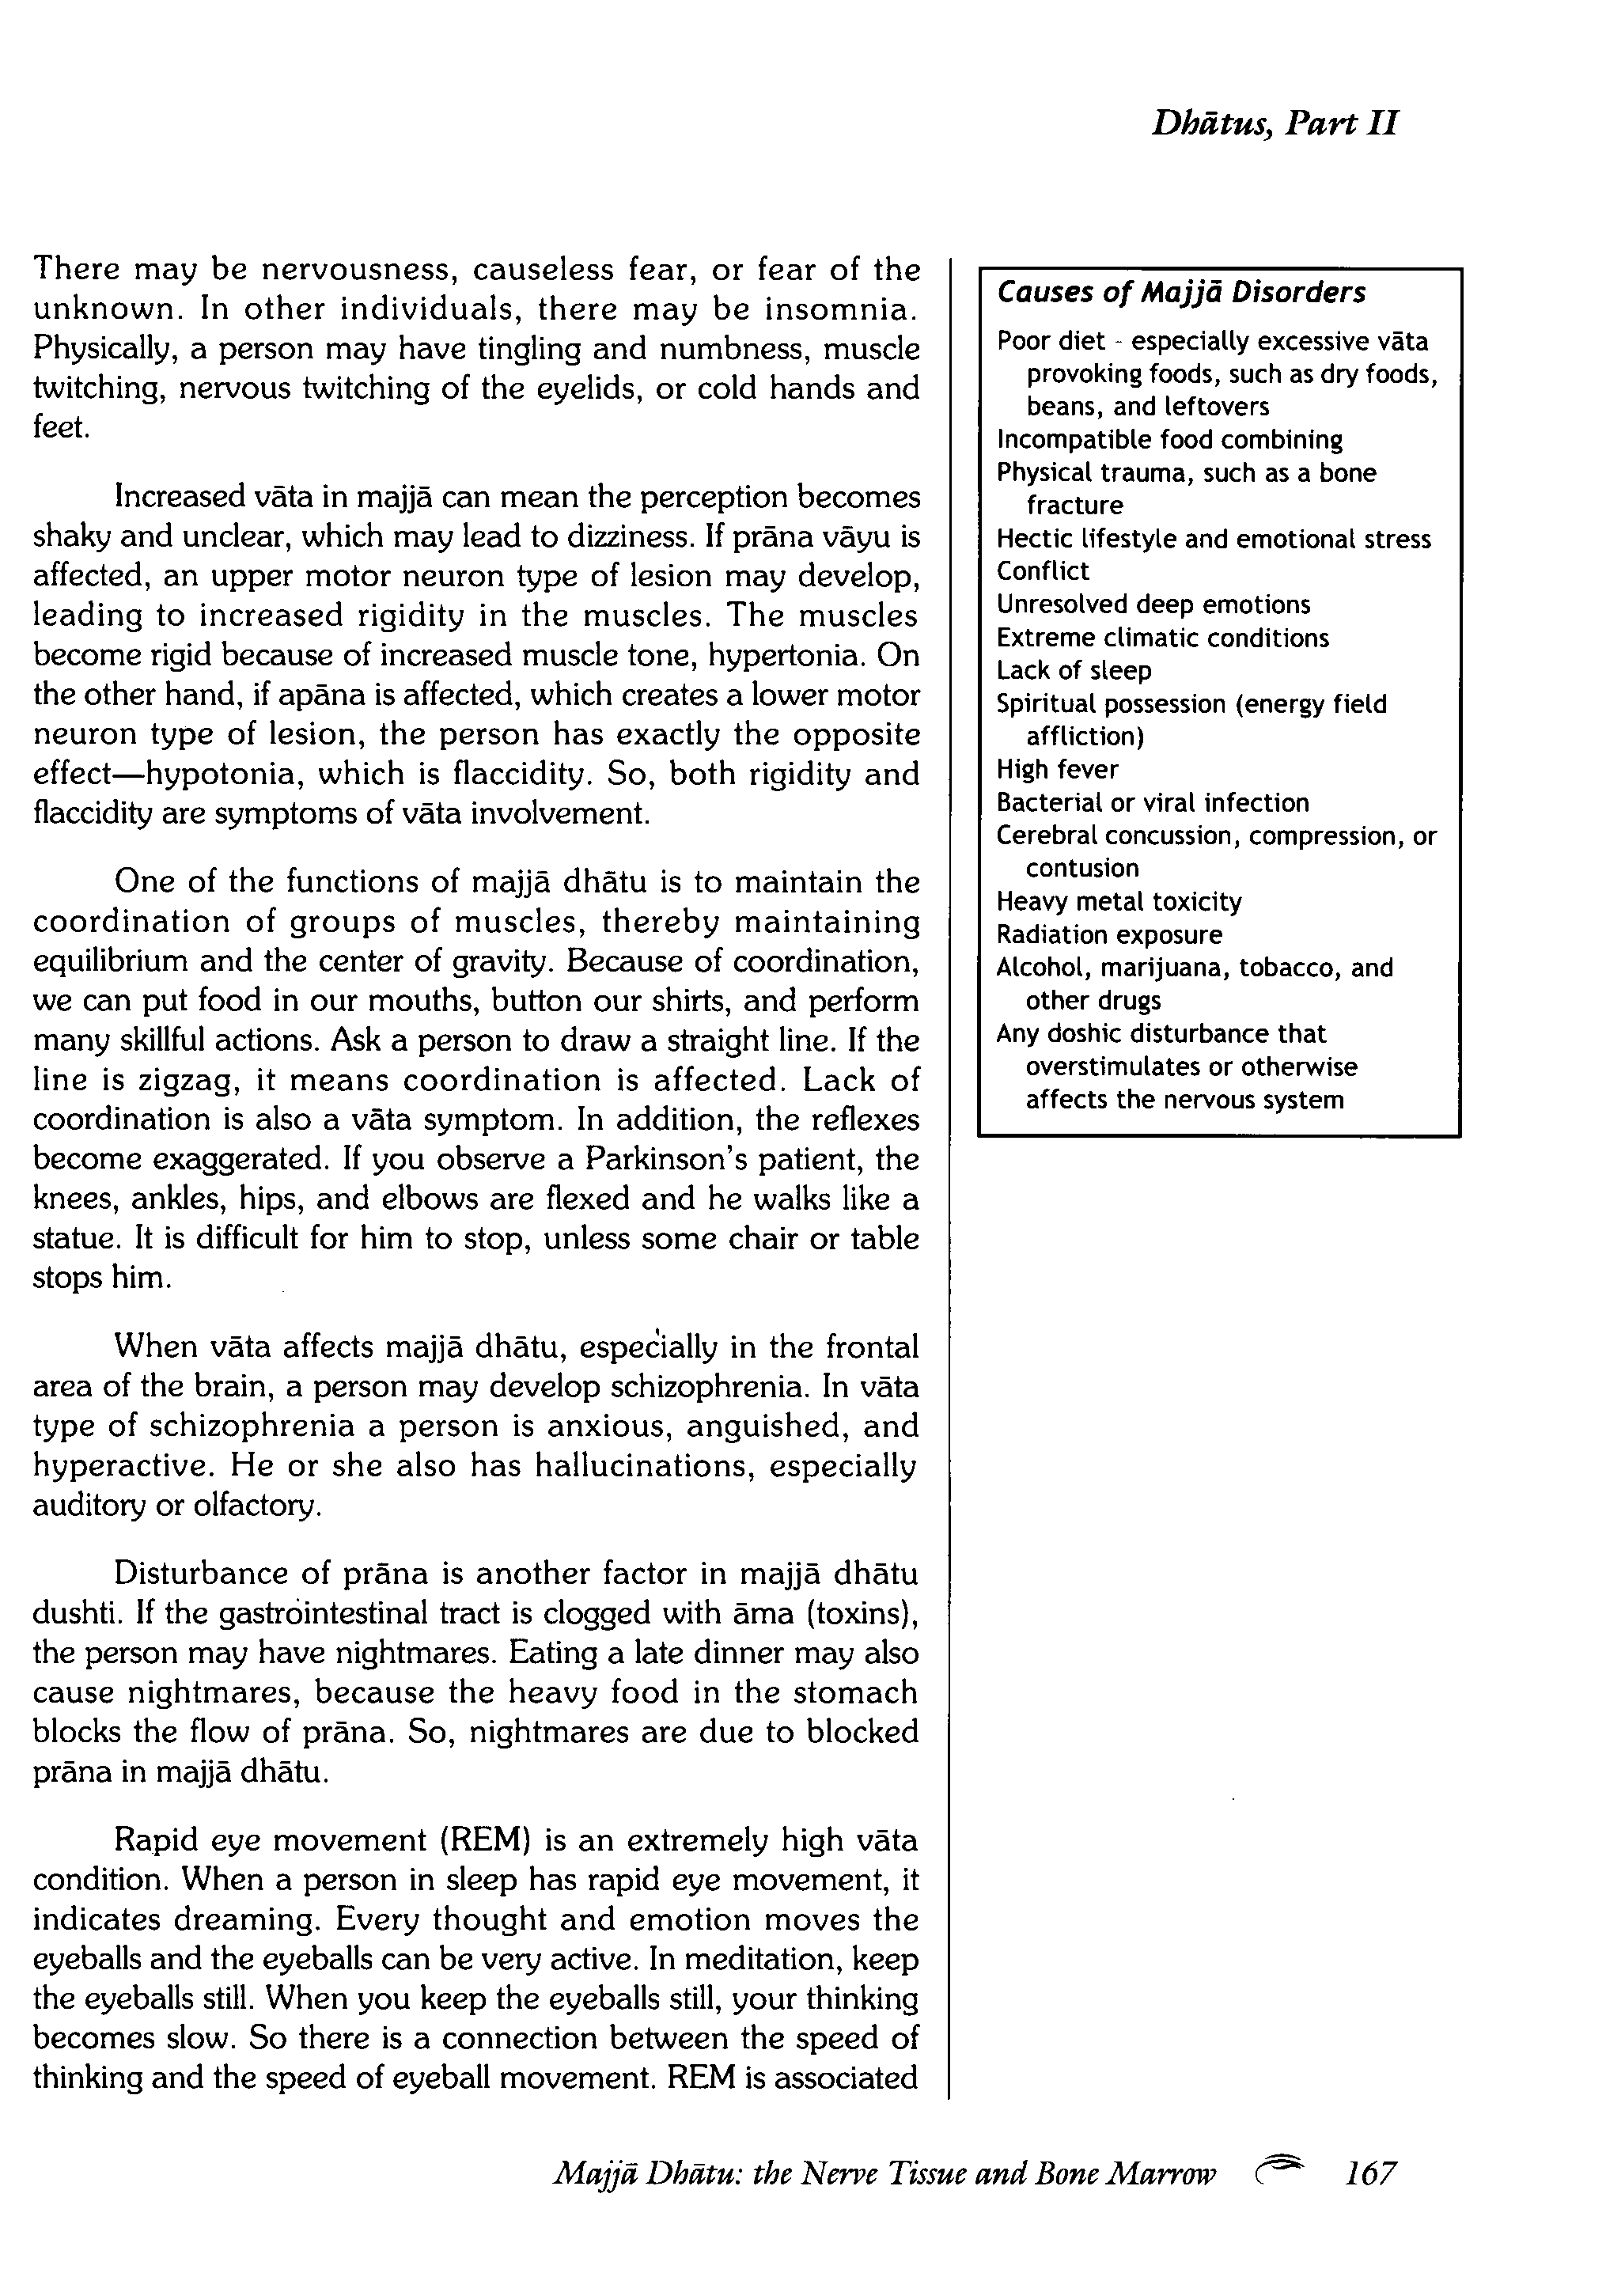 Dhātus, Part II
There may be nervousness, causeless fear, or fear of the
unknown. In other individuals, there may be insomnia.
Physically, a person may have tingling and numbness, muscle
twitching, nervous twitching of the eyelids, or cold hands and
feet.
Increased vāta in majjā can mean the perception becomes
shaky and unclear, which may lead to dizziness. If prāna vāyu is
affected, an upper motor neuron type of lesion may develop,
leading to increased rigidity in the muscles. The muscles
become rigid because of increased muscle tone, hypertonia. On
the other hand, if apāna is affected, which creates a lower motor
neuron type of lesion, the person has exactly the opposite
effect—hypotonia, which is flaccidity. So, both rigidity and
flaccidity are symptoms of vāta involvement.
One of the functions of majjā dhātu is to maintain the
coordination of groups of muscles, thereby maintaining
equilibrium and the center of gravity. Because of coordination,
we can put food in our mouths, button our shirts, and perform
many skillful actions. Ask a person to draw a straight line. If the
line is zigzag, it means coordination is affected. Lack of
coordination is also a vāta symptom. In addition, the reflexes
become exaggerated. If you observe a Parkinson's patient, the
knees, ankles, hips, and elbows are flexed and he walks like a
statue. It is difficult for him to stop, unless some chair or table
stops him.
When vāta affects majjā dhātu, especially in the frontal
area of the brain, a person may develop schizophrenia. In vāta
type of schizophrenia a person is anxious, anguished, and
hyperactive. He or she also has hallucinations, especially
auditory or olfactory.
Disturbance of prāna is another factor in majjā dhātu
dushti. If the gastrointestinal tract is clogged with āma (toxins),
the person may have nightmares. Eating a late dinner may also
cause nightmares, because the heavy food in the stomach
blocks the flow of prāna. So, nightmares are due to blocked
prāna in majjā dhātu.
Rapid eye movement (REM) is an extremely high vāta
condition. When a person in sleep has rapid eye movement, it
indicates dreaming. Every thought and emotion moves the
eyeballs and the eyeballs can be very active. In meditation, keep
the eyeballs still. When you keep the eyeballs still, your thinking
becomes slow. So there is a connection between the speed of
thinking and the speed of eyeball movement. REM is associated
Causes of Majjā Disorders
Poor diet - especially excessive vāta
provoking foods, such as dry foods,
beans, and leftovers
Incompatible food combining
Physical trauma, such as a bone
fracture
Hectic lifestyle and emotional stress
Conflict
Unresolved deep emotions
Extreme climatic conditions
Lack of sleep
Spiritual possession (energy field
affliction)
High fever
Bacterial or viral infection
Cerebral concussion, compression, or
contusion
Heavy metal toxicity
Radiation exposure
Alcohol, marijuana, tobacco, and
other drugs
Any doshic disturbance that
overstimulates or otherwise
affects the nervous system
Majjā Dhātu: the Nerve Tissue and Bone Marrow 167